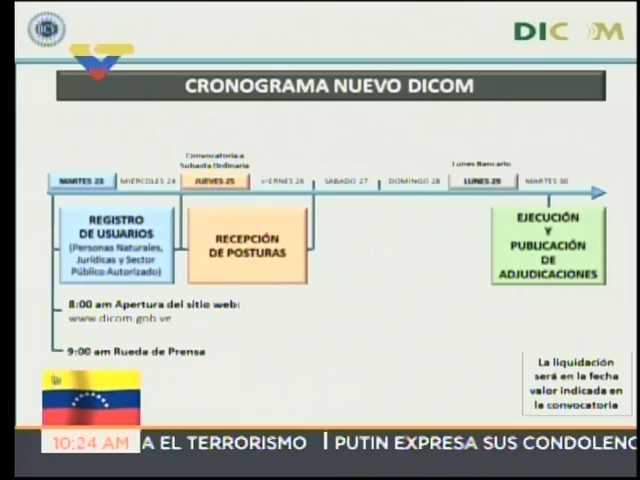 DICOM
CRONOGRAMA NUEVO DICOM
Convocatoria a
Subasta Ordinaria
Lunes Bancario
MARTES 23
MIÉRCOLES 24
JUEVES 25
VIERNES 26
SABADO 27
DOMINGO 28
LUNES 29
MARTES 30
REGISTRO
DE USUARIOS
(Personas Naturales,
Jurídicas y Sector
Público Autorizado)
RECEPCIÓN
DE POSTURAS
EJECUCIÓN
Y
PUBLICACIÓN
DE
ADJUDICACIONES
8:00 am Apertura del sitio web:
www.dicom.gob.ve
9:00 am Rueda de Prensa
La liquidación
será en la fecha
valor indicada en
la convocatoria
10:24 AM
A EL TERRORISMO | PUTIN EXPRESA SUS CONDOLENC